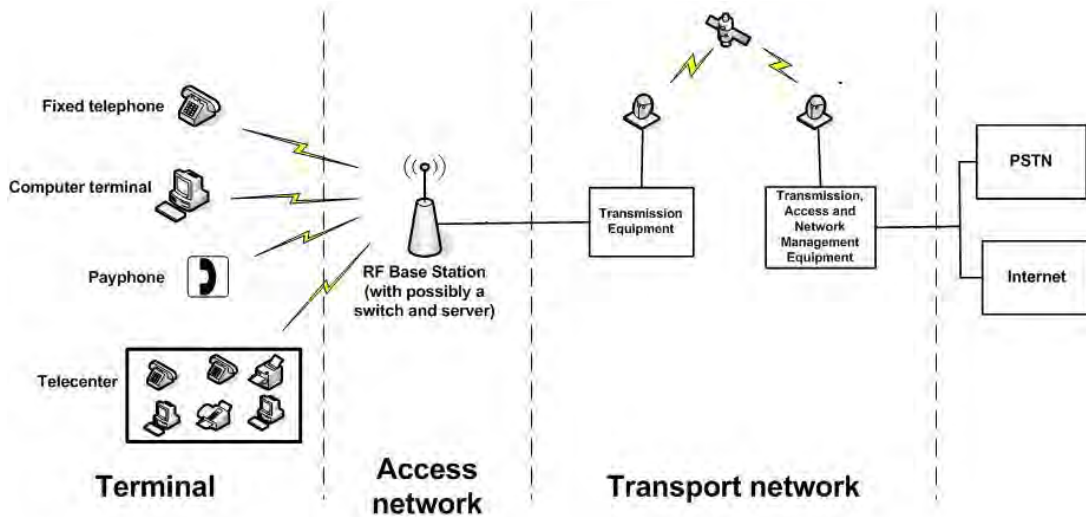 Fixed telephone
Computer terminal
Payphone
Telecenter
RF Base Station
(with possibly a
switch and server)
Transmission
Equipment
Transmission,
Access and
Network
Management
Equipment
PSTN
Internet
Terminal
Access
network
Transport network